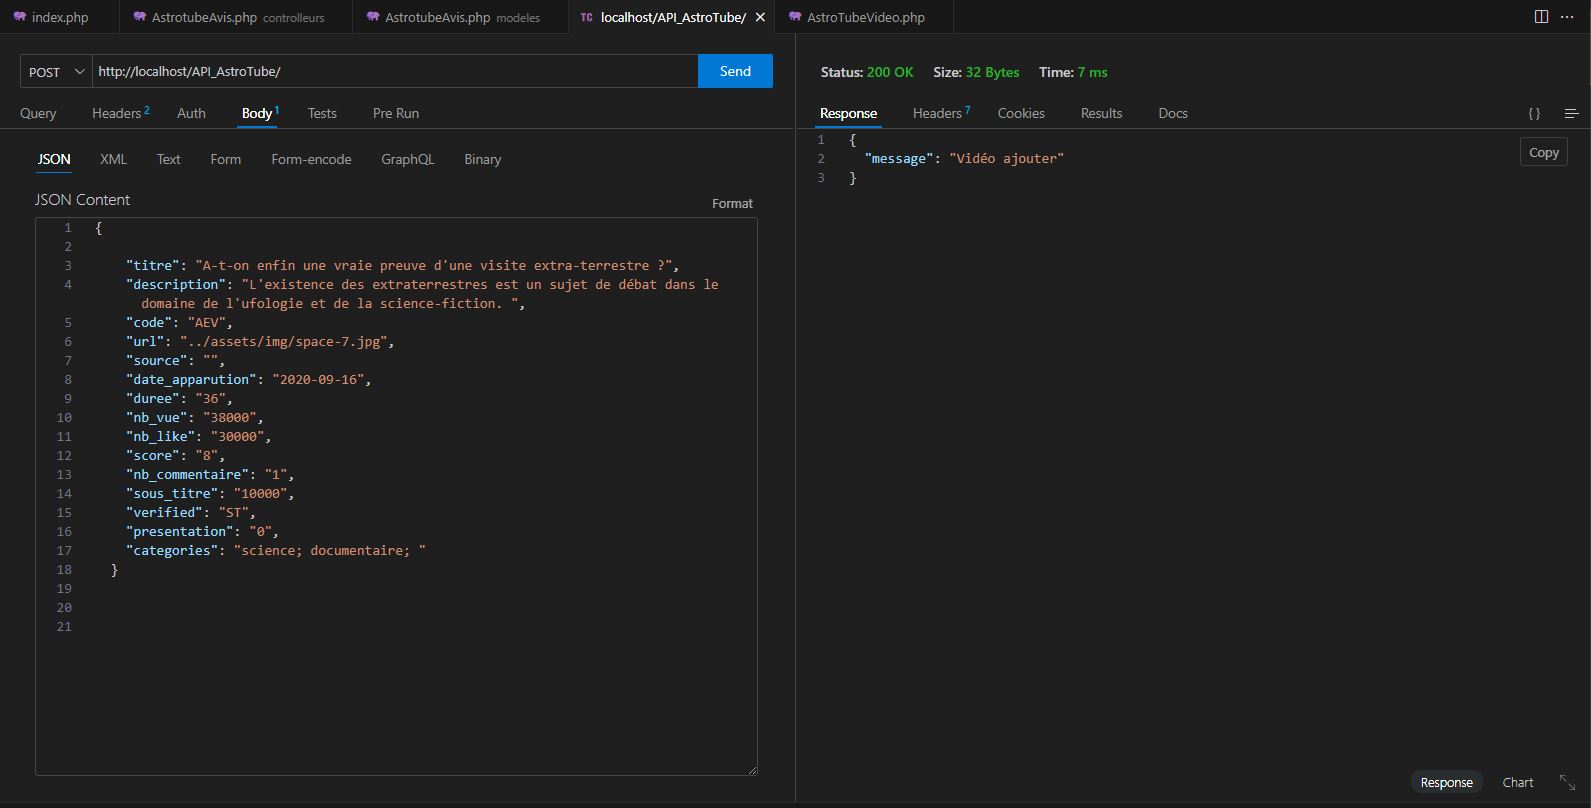 index.php
AstrotubeAvis.php controlleurs
AstrotubeAvis.php modeles
TC localhost/API_AstroTube/
AstroTubeVideo.php
POST
http://localhost/API_AstroTube/
Send
Query
Headers 2
Auth
Body 1
Tests
Pre Run
JSON
XML
Text
Form
Form-encode
GraphQL
Binary
JSON Content
Format
1 {
2
3 "titre": "A-t-on enfin une vraie preuve d'une visite extra-terrestre ?",
4 "description": "L'existence des extraterrestres est un sujet de débat dans le
domaine de l'ufologie et de la science-fiction. ",
5 "code": "AEV",
6 "url": "../assets/img/space-7.jpg",
7 "source": "",
8 "date_apparution": "2020-09-16",
9 "duree": "36",
10 "nb_vue": "38000",
11 "nb_like": "30000",
12 "score": "8",
13 "nb_commentaire": "1",
14 "sous_titre": "10000",
15 "verified": "ST",
16 "presentation": "0",
17 "categories": "science; documentaire; "
18 }
19
20
21
Status: 200 OK Size: 32 Bytes Time: 7 ms
Response
Headers 7
Cookies
Results
Docs
{ }
1 {
2 "message": "Vidéo ajouter"
3 }
Copy
Response
Chart